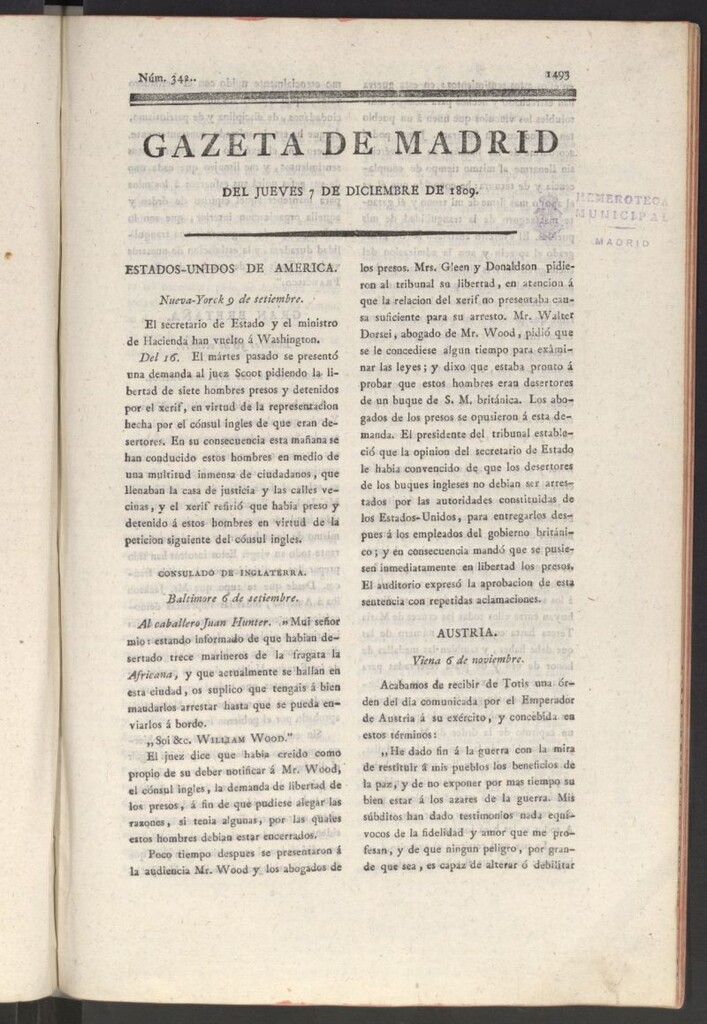 Núm. 342..
1493
GAZETA DE MADRID
DEL JUEVES 7 DE DICIEMBRE DE 1809.
HEMEROTECA
MUNICIPAL
MADRID
ESTADOS-UNIDOS DE AMERICA.
Nueva-Yorck 9 de setiembre.
El secretario de Estado y el ministro
de Hacienda han vuelto á Washington.
Del 16. El mártes pasado se presentó
una demanda al juez Scoot pidiendo la li-
bertad de siete hombres presos y detenidos
por el xerif, en virtud de la representacion
hecha por el cónsul ingles de que eran de-
sertores. En su consecuencia esta mañana se
han conducido estos hombres en medio de
una multitud inmensa de ciudadanos, que
llenaban la casa de justicia y las calles ve-
cinas, y el xerif refirió que habia preso y
detenido á estos hombres en virtud de la
peticion siguiente del cónsul ingles.
CONSULADO DE INGLATERRA.
Baltimore 6 de setiembre.
Al caballero Juan Hunter. „Mui señor
mio: estando informado de que habian de-
sertado trece marineros de la fragata la
Africana, y que actualmente se hallan en
esta ciudad, os suplico que tengais á bien
mandarlos arrestar hasta que se pueda en-
viarlos á bordo.
„Soi &c. WILLIAM WOOD."
El juez dice que habia creido como
propio de su deber notificar á Mr. Wood,
el cónsul ingles, la demanda de libertad de
los presos, á fin de que pudiese alegar las
razones, si tenia algunas, por las quales
estos hombres debian estar encerrados.
Poco tiempo despues se presentaron á
la audiencia Mr. Wood y los abogados de
los presos. Mrs. Gleen y Donaldson pidie-
ron al tribunal su libertad, en atencion á
que la relacion del xerif no presentaba cau-
sa suficiente para su arresto. Mr. Walter
Dorsei, abogado de Mr. Wood, pidió que
se le concediese algun tiempo para exâmi-
nar las leyes; y dixo que estaba pronto á
probar que estos hombres eran desertores
de un buque de S. M. británica. Los abo-
gados de los presos se opusieron á esta de-
manda. El presidente del tribunal estable-
ció que la opinion del secretario de Estado
le habia convencido de que los desertores
de los buques ingleses no debian ser arres-
tados por las autoridades constituidas de
los Estados-Unidos, para entregarlos des-
pues á los empleados del gobierno británi-
co; y en consecuencia mandó que se pusie-
sen inmediatamente en libertad los presos.
El auditorio expresó la aprobacion de esta
sentencia con repetidas aclamaciones.
AUSTRIA.
Viena 6 de noviembre.
Acabamos de recibir de Totis una ór-
den del dia comunicada por el Emperador
de Austria á su exército, y concebida en
estos términos:
„He dado fin á la guerra con la mira
de restituir á mis pueblos los beneficios de
la paz, y de no exponer por mas tiempo su
bien estar á los azares de la guerra. Mis
súbditos han dado testimonios nada equí-
vocos de la fidelidad y amor que me pro-
fesan, y de que ningun peligro, por gran-
de que sea, es capaz de alterar ó debilitar